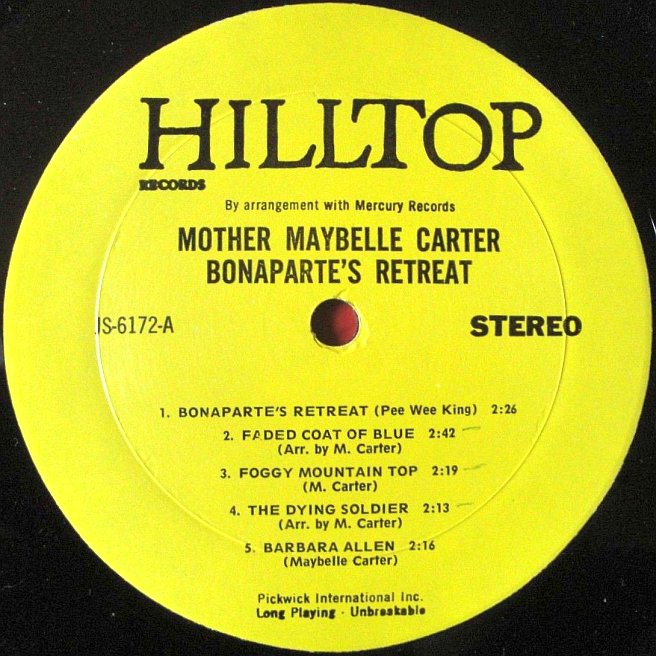 HILLTOP
RECORDS
By arrangement with Mercury Records
MOTHER MAYBELLE CARTER
BONAPARTE'S RETREAT
JS-6172-A
STEREO
1. BONAPARTE'S RETREAT (Pee Wee King) 2:26
2. FADED COAT OF BLUE 2:42
(Arr. by M. Carter)
3. FOGGY MOUNTAIN TOP 2:19
(M. Carter)
4. THE DYING SOLDIER 2:13
(Arr. by M. Carter)
5. BARBARA ALLEN 2:16
(Maybelle Carter)
Pickwick International Inc.
Long Playing · Unbreakable